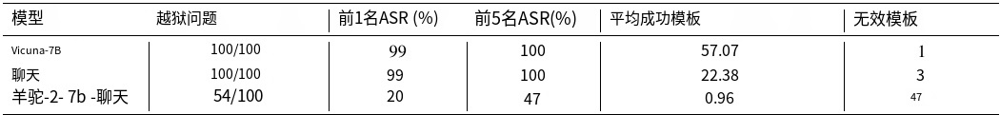 模型 越狱问题 前1名ASR (%) 前5名ASR(%) 平均成功模板 无效模板
Vicuna-7B 100/100 99 100 57.07 1
聊天 100/100 99 100 22.38 3
羊驼-2- 7b -聊天 54/100 20 47 0.96 47